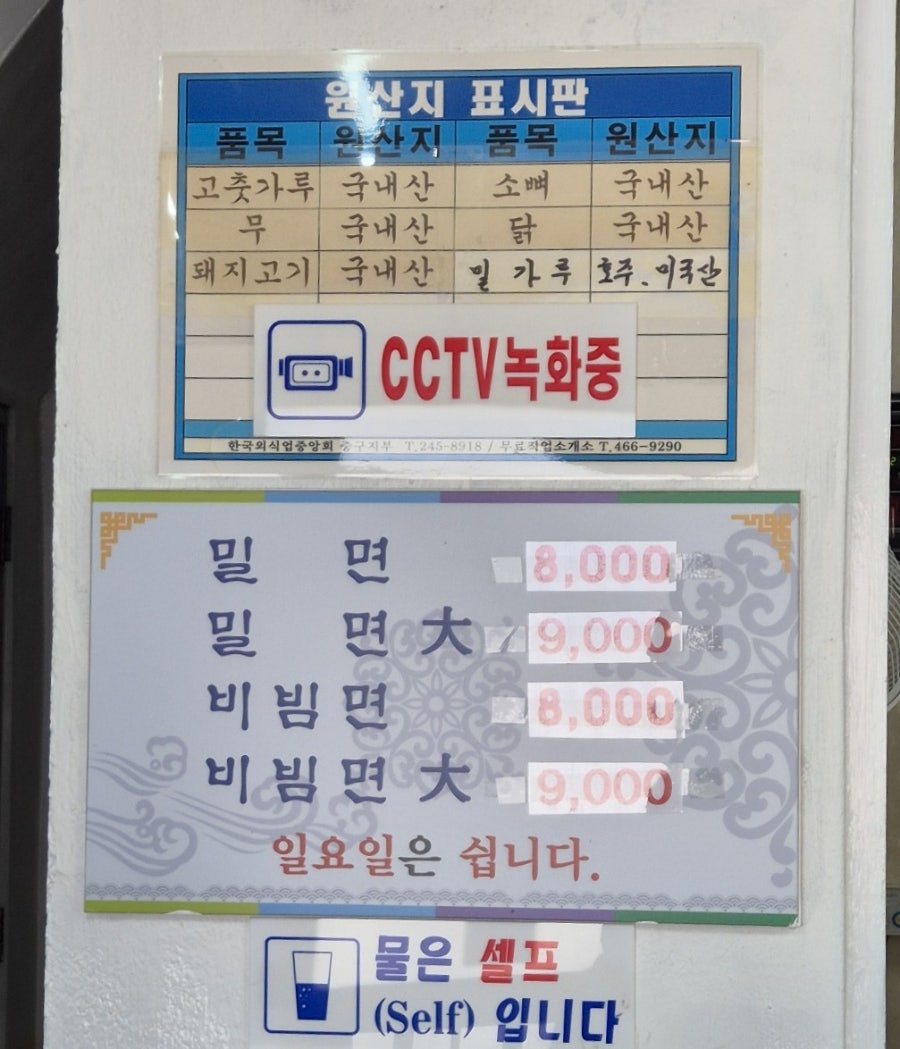 원산지 표시판
품목 원산지 품목 원산지
고춧가루 국내산 소뼈 국내산
무 국내산 닭 국내산
돼지고기 국내산 밀가루 호주.미국산
CCTV녹화중
한국외식업중앙회 중구지부 T.245-8918 / 무료직업소개소 T.466-9290
밀면 8,000
밀면 大 9,000
비빔면 8,000
비빔면 大 9,000
일요일은 쉽니다.
물은 셀프
(Self) 입니다